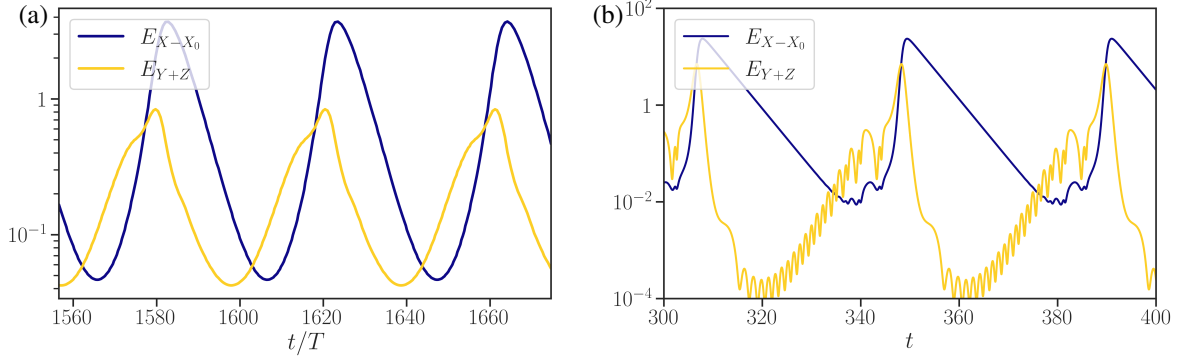 (a)
E_{X-X_0}
E_{Y+Z}
1
10^{-1}
1560 1580 1600 1620 1640 1660
t/T
(b)
E_{X-X_0}
E_{Y+Z}
10^2
1
10^{-2}
10^{-4}
300 320 340 360 380 400
t